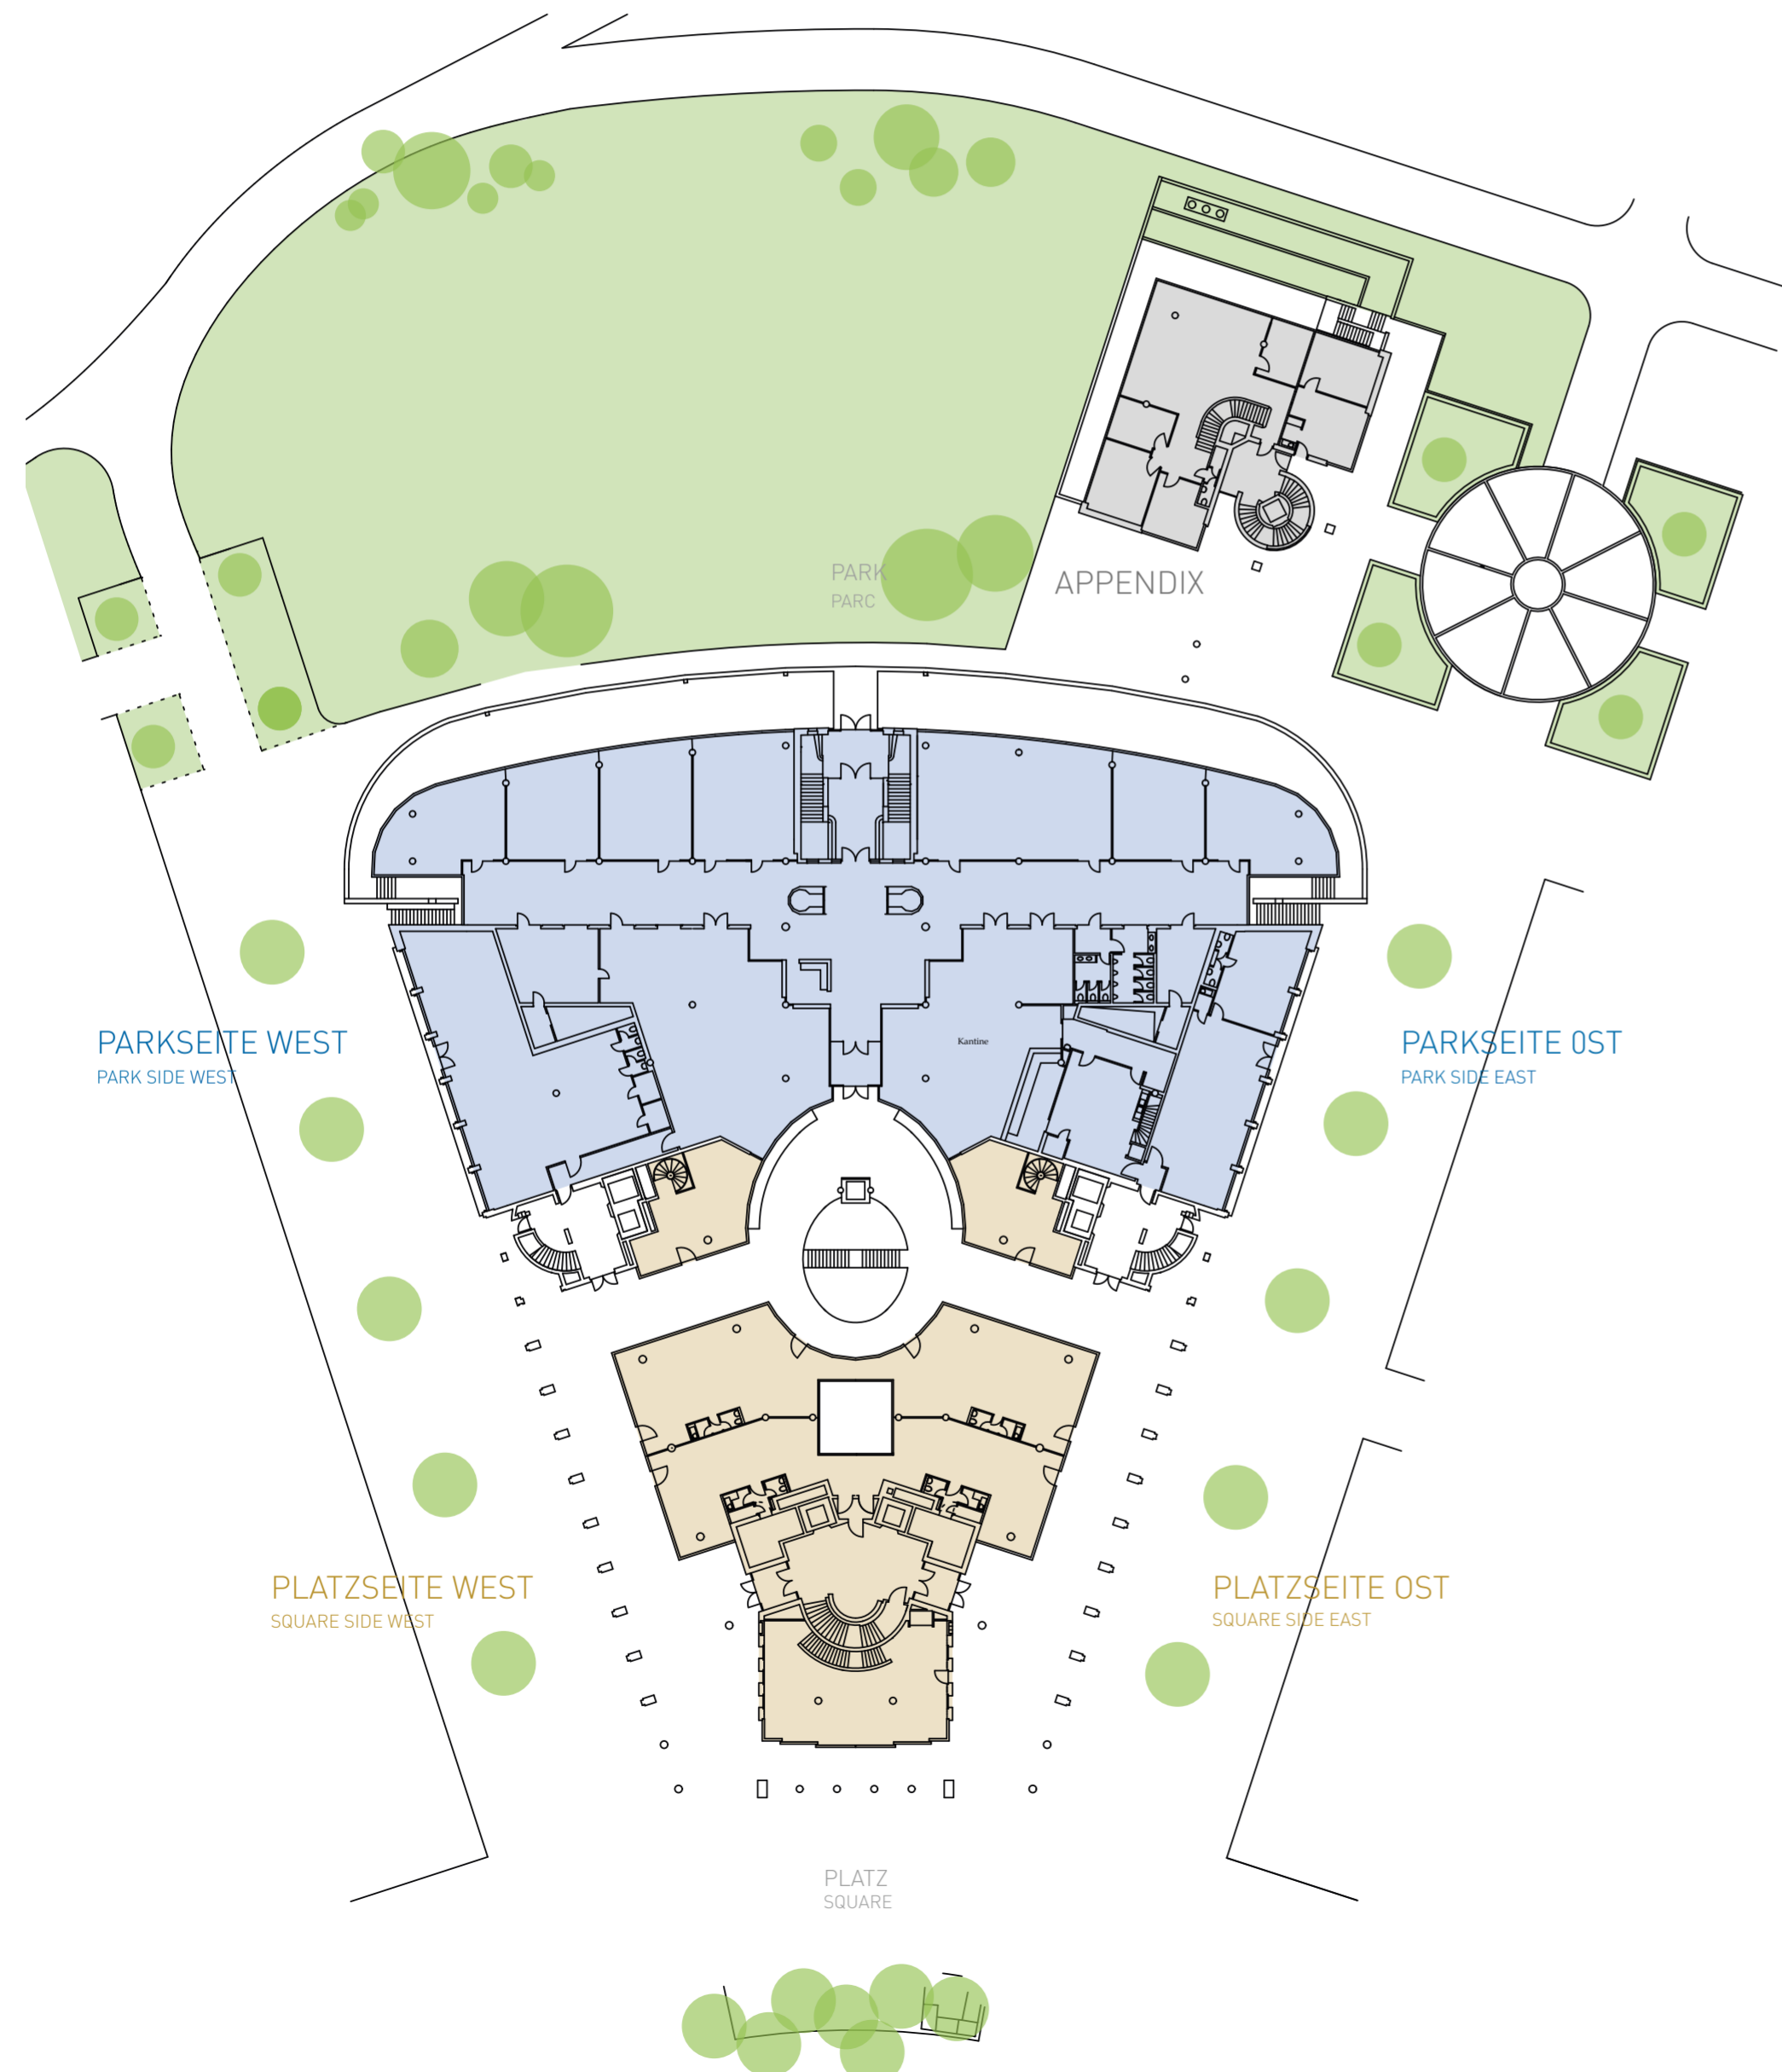 PARK
PARC
APPENDIX
PARKSEITE WEST
PARK SIDE WEST
Kantine
PARKSEITE OST
PARK SIDE EAST
PLATZSEITE WEST
SQUARE SIDE WEST
PLATZSEITE OST
SQUARE SIDE EAST
PLATZ
SQUARE